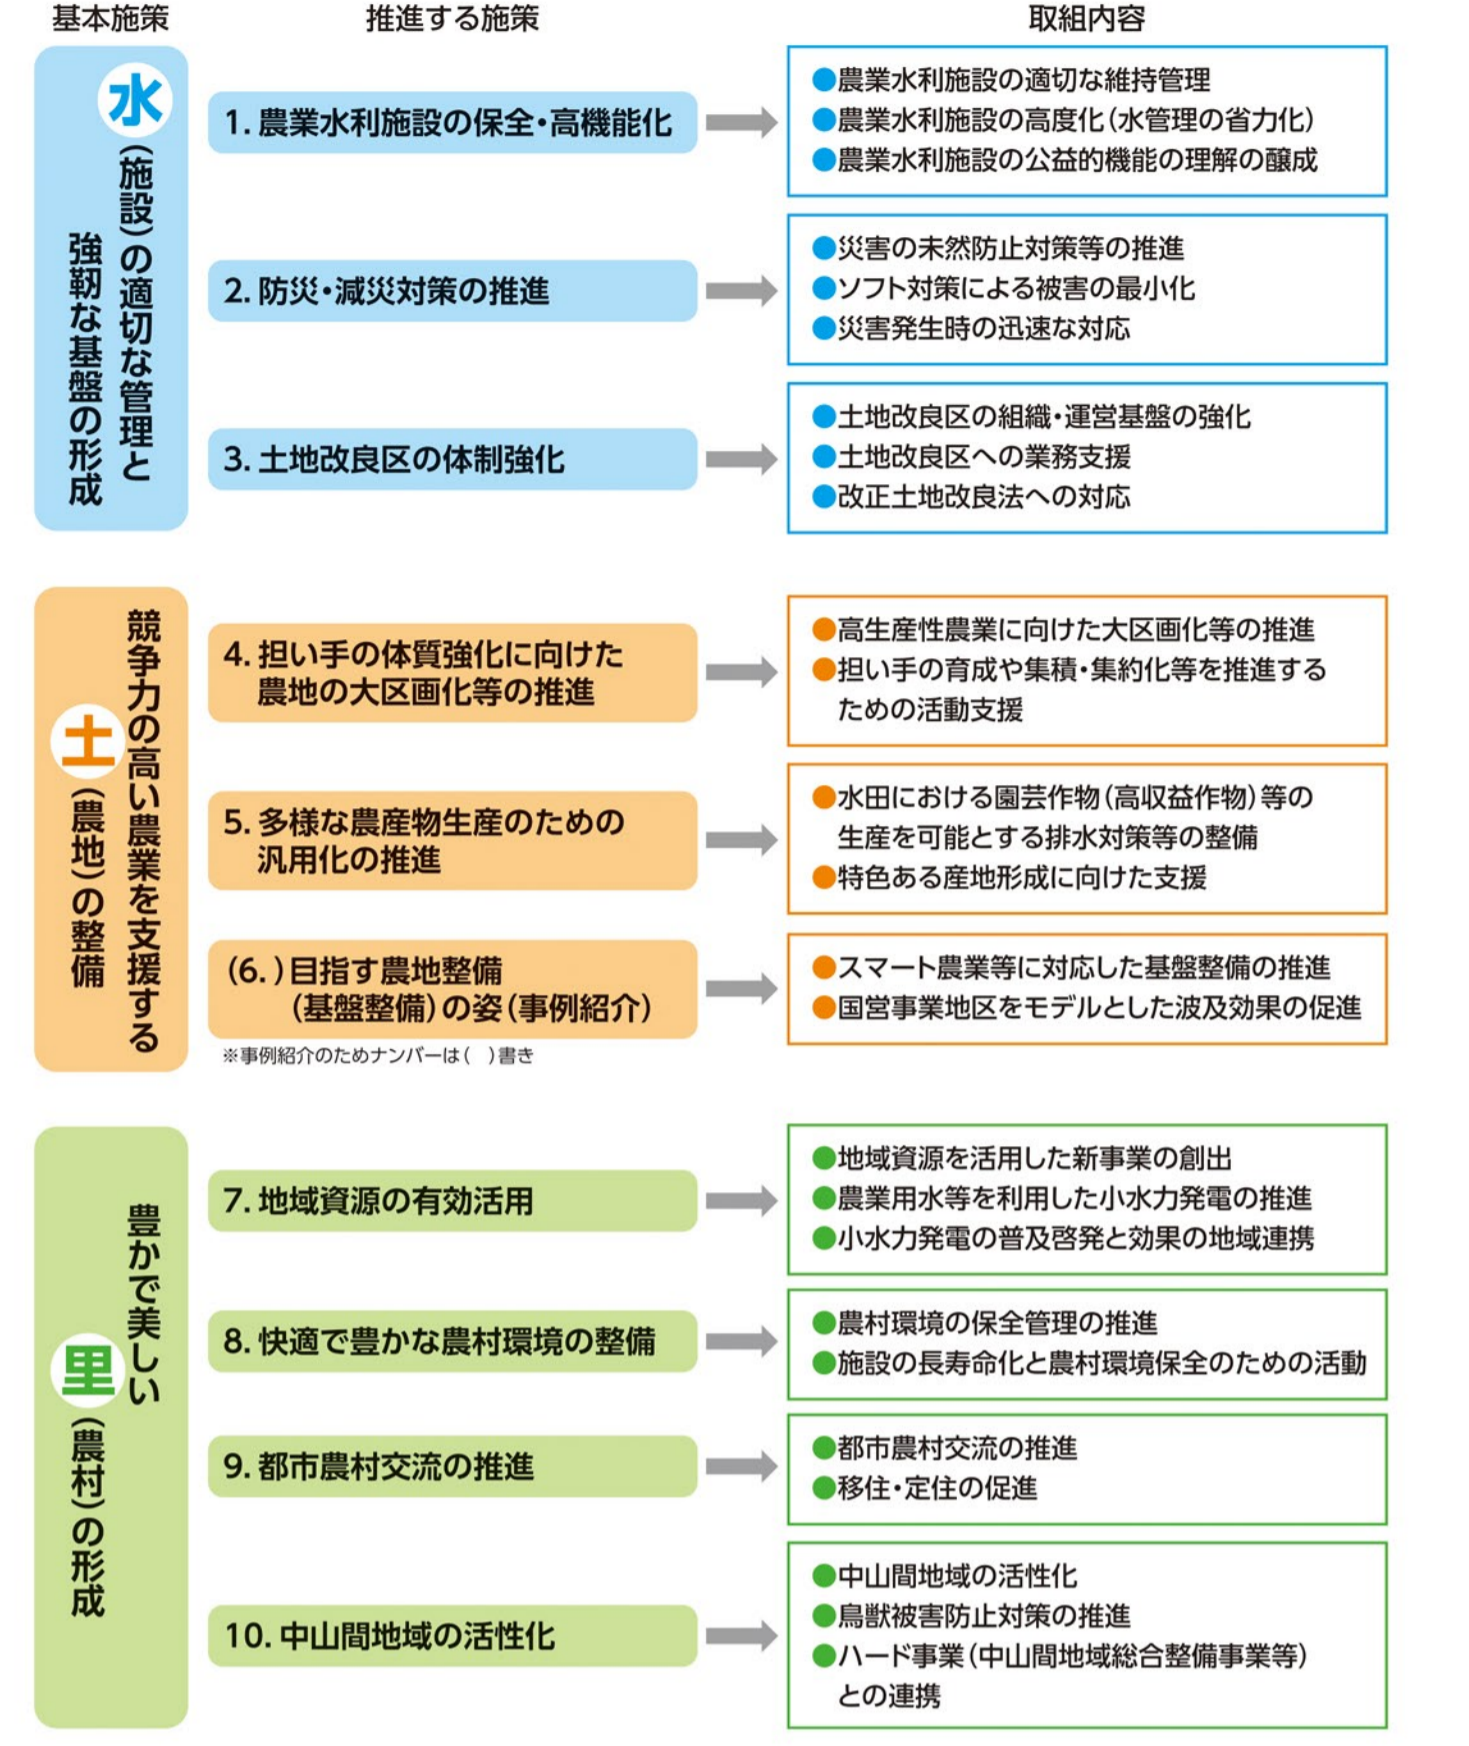 基本施策
推進する施策
取組内容
水(施設)の適切な管理と
強靭な基盤の形成
1. 農業水利施設の保全・高機能化
●農業水利施設の適切な維持管理
●農業水利施設の高度化(水管理の省力化)
●農業水利施設の公益的機能の理解の醸成
2. 防災・減災対策の推進
●災害の未然防止対策等の推進
●ソフト対策による被害の最小化
●災害発生時の迅速な対応
3. 土地改良区の体制強化
●土地改良区の組織・運営基盤の強化
●土地改良区への業務支援
●改正土地改良法への対応
競争力の高い農業を支援する
土(農地)の整備
4. 担い手の体質強化に向けた
農地の大区画化等の推進
●高生産性農業に向けた大区画化等の推進
●担い手の育成や集積・集約化等を推進する
ための活動支援
5. 多様な農産物生産のための
汎用化の推進
●水田における園芸作物(高収益作物)等の
生産を可能とする排水対策等の整備
●特色ある産地形成に向けた支援
(6. )目指す農地整備
(基盤整備)の姿(事例紹介)
※事例紹介のためナンバーは( )書き
●スマート農業等に対応した基盤整備の推進
●国営事業地区をモデルとした波及効果の促進
豊かで美しい
里(農村)の形成
7. 地域資源の有効活用
●地域資源を活用した新事業の創出
●農業用水等を利用した小水力発電の推進
●小水力発電の普及啓発と効果の地域連携
8. 快適で豊かな農村環境の整備
●農村環境の保全管理の推進
●施設の長寿命化と農村環境保全のための活動
9. 都市農村交流の推進
●都市農村交流の推進
●移住・定住の促進
10. 中山間地域の活性化
●中山間地域の活性化
●鳥獣被害防止対策の推進
●ハード事業(中山間地域総合整備事業等)
との連携